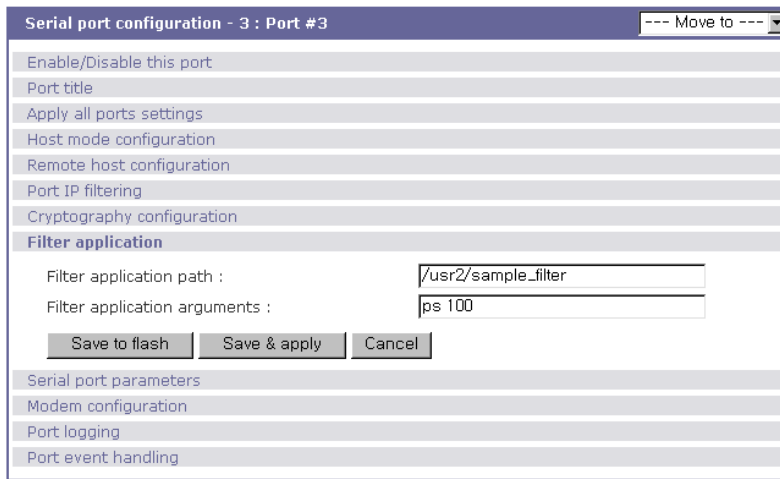 Serial port configuration - 3 : Port #3 --- Move to ---
Enable/Disable this port
Port title
Apply all ports settings
Host mode configuration
Remote host configuration
Port IP filtering
Cryptography configuration
Filter application
Filter application path : /usr2/sample_filter
Filter application arguments : ps 100
Save to flash Save & apply Cancel
Serial port parameters
Modem configuration
Port logging
Port event handling